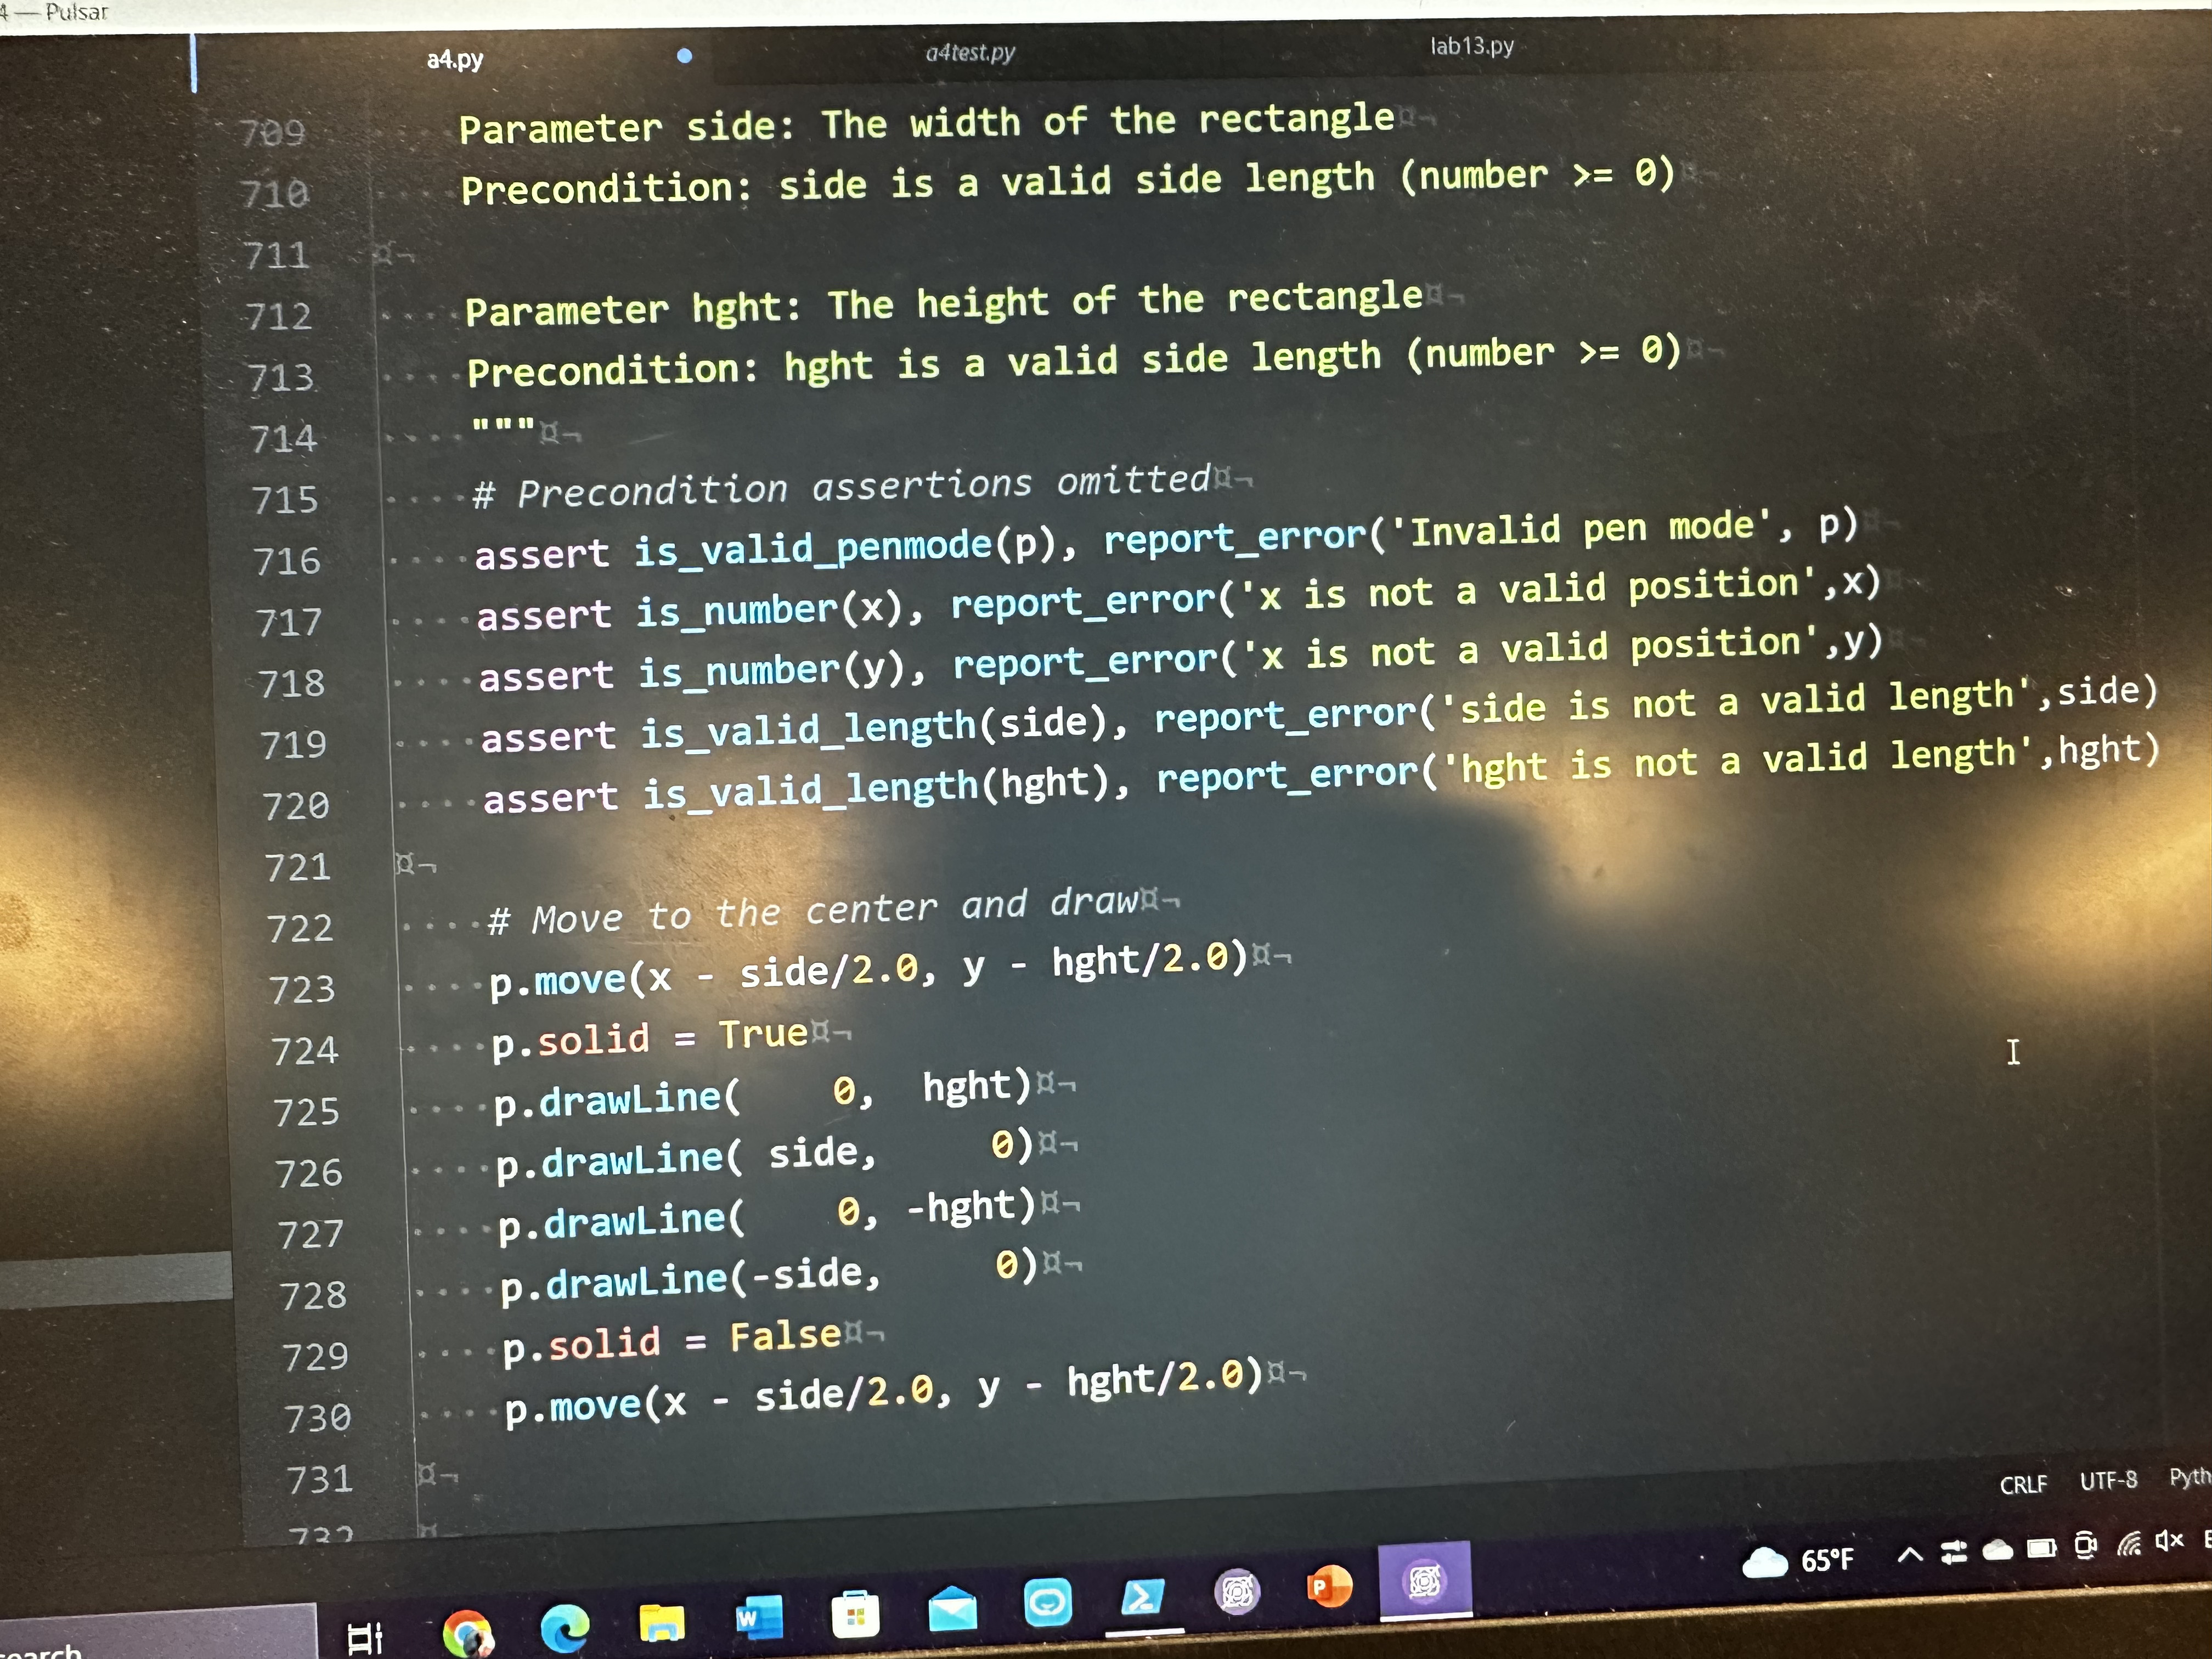 4 — Pulsar
a4.py a4test.py lab13.py
709 Parameter side: The width of the rectangle
710 Precondition: side is a valid side length (number >= 0)
711
712 Parameter hght: The height of the rectangle
713 Precondition: hght is a valid side length (number >= 0)
714 """
715 # Precondition assertions omitted
716 assert is_valid_penmode(p), report_error('Invalid pen mode', p)
717 assert is_number(x), report_error('x is not a valid position',x)
718 assert is_number(y), report_error('x is not a valid position',y)
719 assert is_valid_length(side), report_error('side is not a valid length',side)
720 assert is_valid_length(hght), report_error('hght is not a valid length',hght)
721
722 # Move to the center and draw
723 p.move(x - side/2.0, y - hght/2.0)
724 p.solid = True
725 p.drawLine(    0,  hght)
726 p.drawLine( side,     0)
727 p.drawLine(    0, -hght)
728 p.drawLine(-side,     0)
729 p.solid = False
730 p.move(x - side/2.0, y - hght/2.0)
731
732
CRLF UTF-8 Pyth
65°F
earch